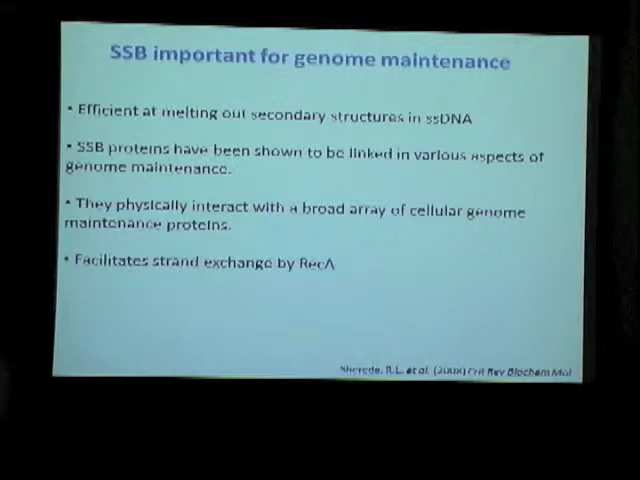 SSB important for genome maintenance
• Efficient at melting out secondary structures in ssDNA
• SSB proteins have been shown to be linked in various aspects of
genome maintenance.
• They physically interact with a broad array of cellular genome
maintenance proteins.
• Facilitates strand exchange by RecA
R.L. et al. (2008) Crit Rev Biochem Mol